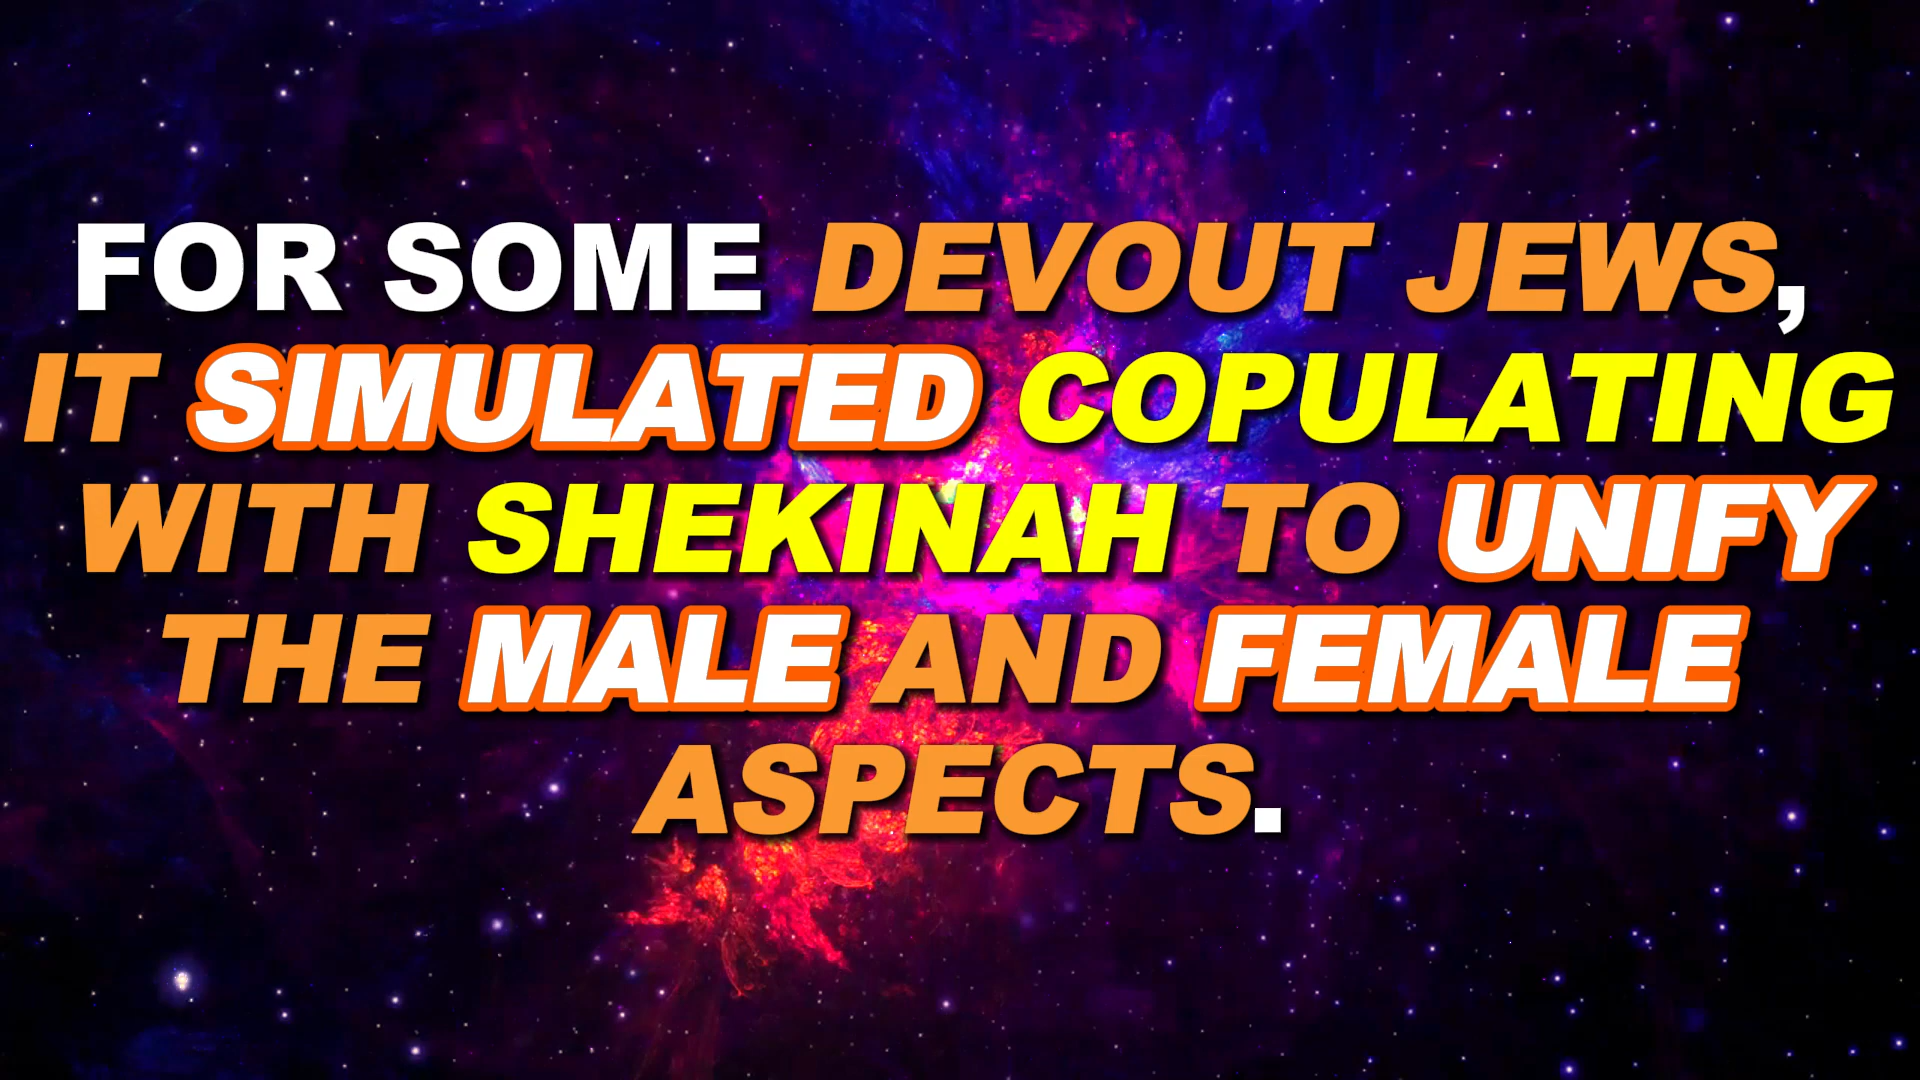 FOR SOME DEVOUT JEWS,
IT SIMULATED COPULATING
WITH SHEKINAH TO UNIFY
THE MALE AND FEMALE
ASPECTS.